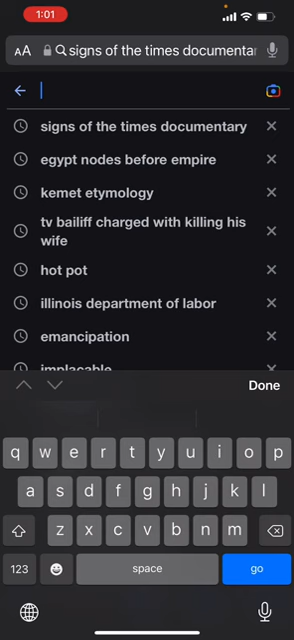 1:01
AA signs of the times documentar
signs of the times documentary
egypt nodes before empire
kemet etymology
tv bailiff charged with killing his
wife
hot pot
illinois department of labor
emancipation
implacable
Done
q w e r t y u i o p
a s d f g h j k l
z x c v b n m
123 space go